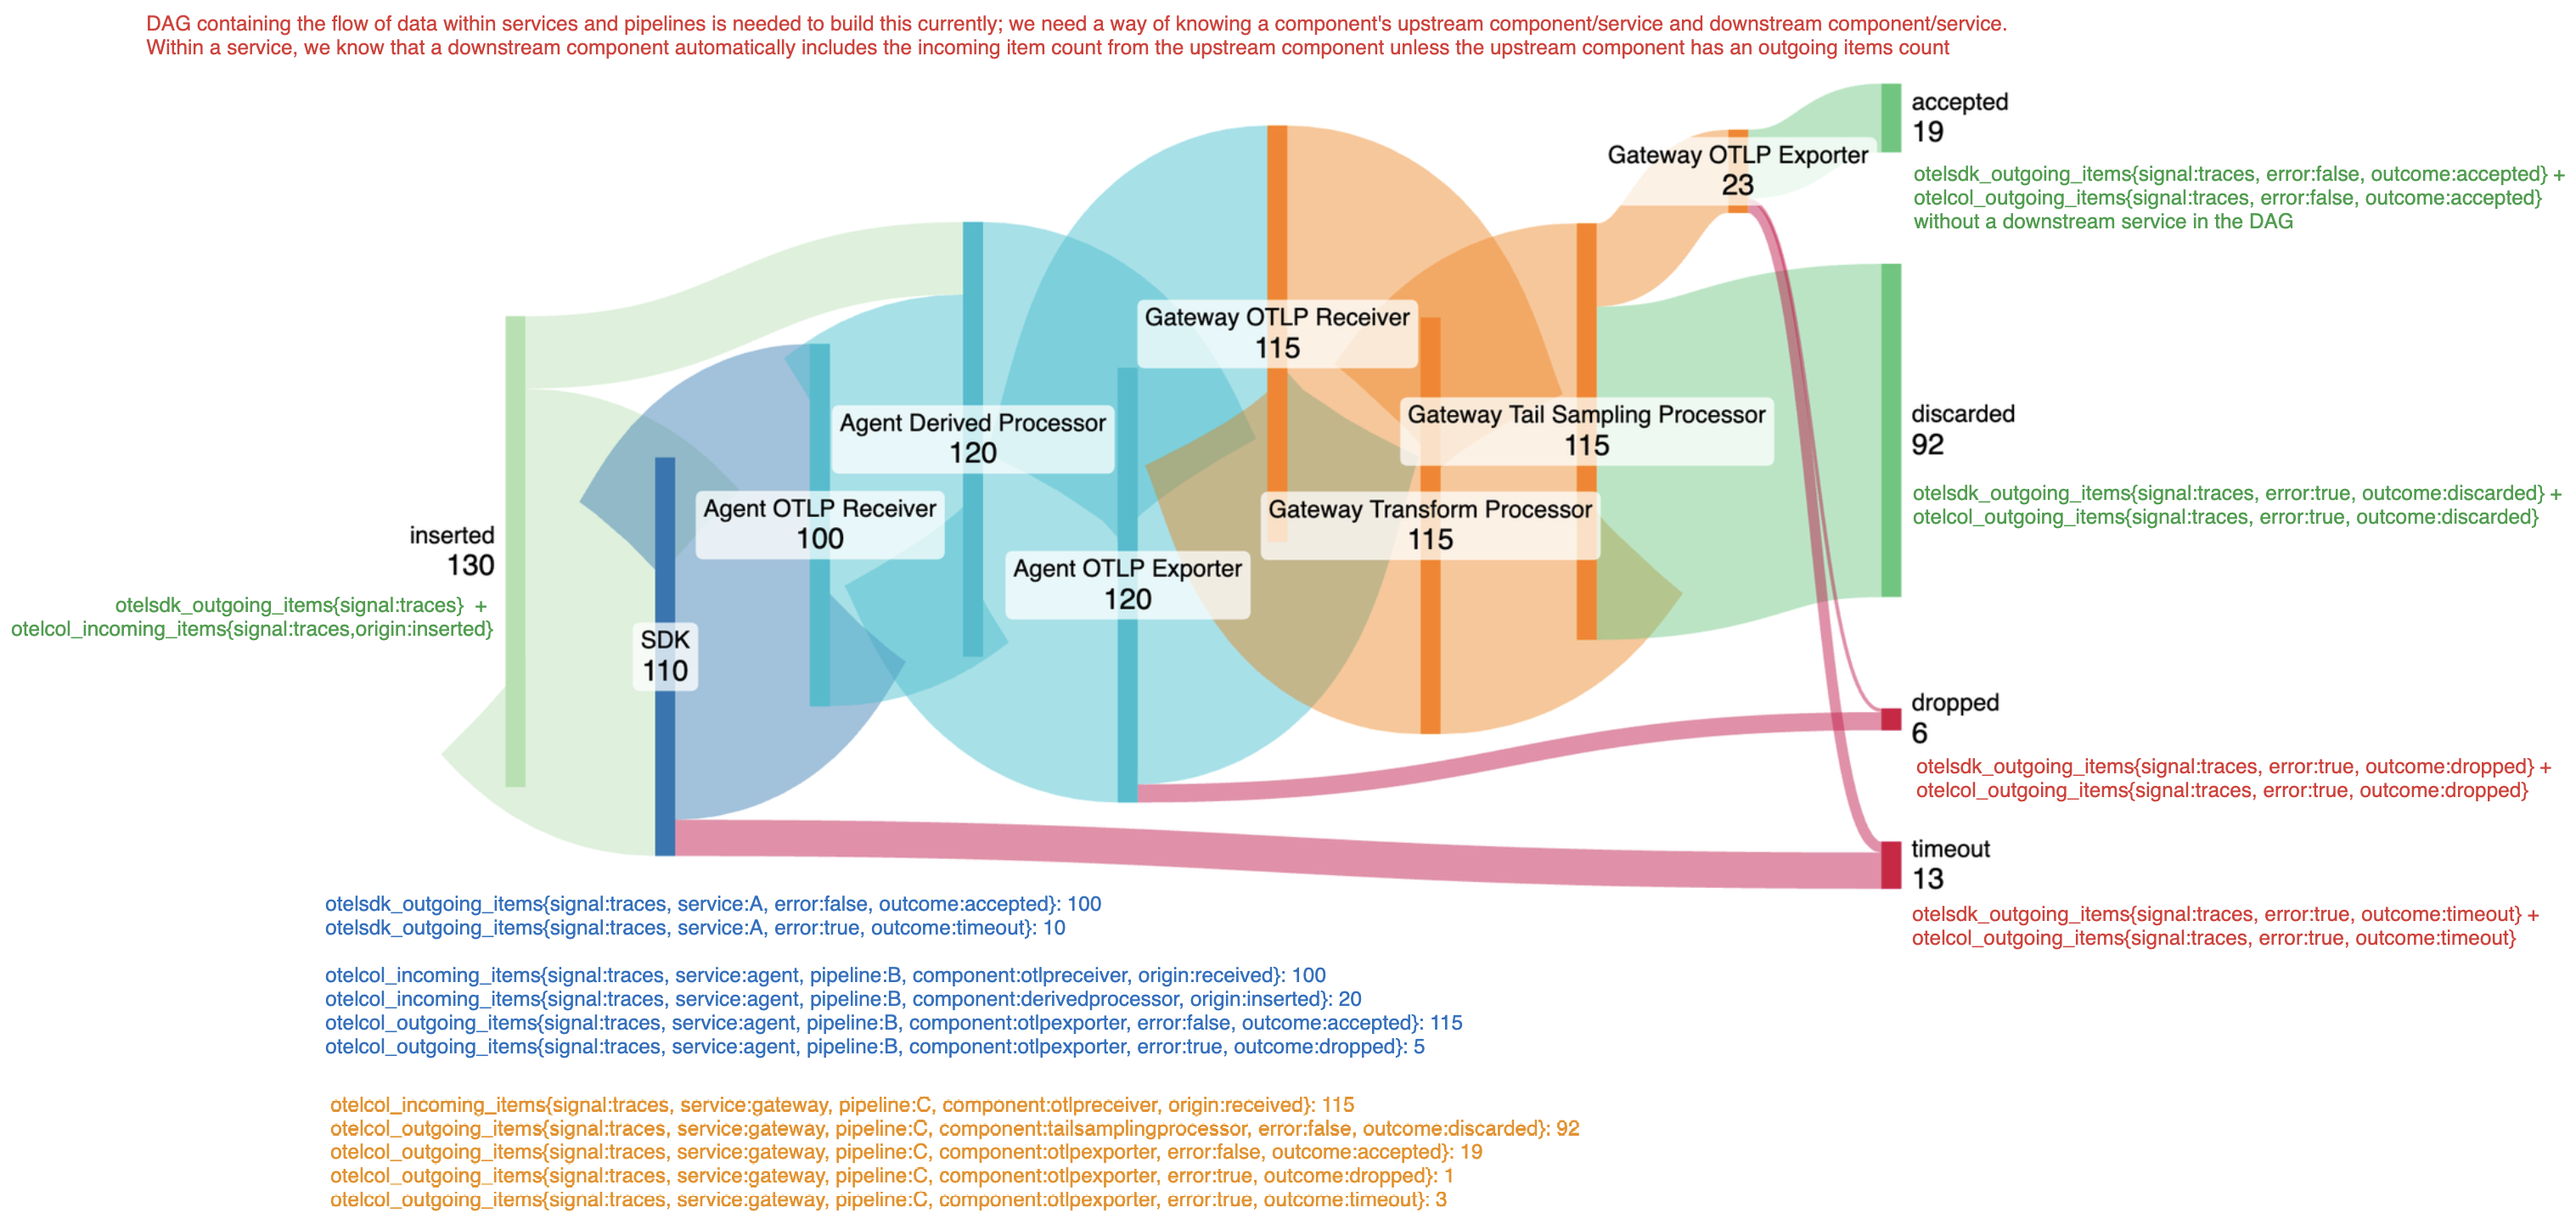 DAG containing the flow of data within services and pipelines is needed to build this currently; we need a way of knowing a component's upstream component/service and downstream component/service.
Within a service, we know that a downstream component automatically includes the incoming item count from the upstream component unless the upstream component has an outgoing items count
accepted
19
Gateway OTLP Exporter
23
otelsdk_outgoing_items{signal:traces, error:false, outcome:accepted} +
otelcol_outgoing_items{signal:traces, error:false, outcome:accepted}
without a downstream service in the DAG
Gateway OTLP Receiver
115
Agent Derived Processor
120
Gateway Tail Sampling Processor
115
discarded
92
otelsdk_outgoing_items{signal:traces, error:true, outcome:discarded} +
otelcol_outgoing_items{signal:traces, error:true, outcome:discarded}
Agent OTLP Receiver
100
Gateway Transform Processor
115
inserted
130
otelsdk_outgoing_items{signal:traces} +
otelcol_incoming_items{signal:traces,origin:inserted}
Agent OTLP Exporter
120
SDK
110
dropped
6
otelsdk_outgoing_items{signal:traces, error:true, outcome:dropped} +
otelcol_outgoing_items{signal:traces, error:true, outcome:dropped}
timeout
13
otelsdk_outgoing_items{signal:traces, error:true, outcome:timeout} +
otelcol_outgoing_items{signal:traces, error:true, outcome:timeout}
otelsdk_outgoing_items{signal:traces, service:A, error:false, outcome:accepted}: 100
otelsdk_outgoing_items{signal:traces, service:A, error:true, outcome:timeout}: 10
otelcol_incoming_items{signal:traces, service:agent, pipeline:B, component:otlpreceiver, origin:received}: 100
otelcol_incoming_items{signal:traces, service:agent, pipeline:B, component:derivedprocessor, origin:inserted}: 20
otelcol_outgoing_items{signal:traces, service:agent, pipeline:B, component:otlpexporter, error:false, outcome:accepted}: 115
otelcol_outgoing_items{signal:traces, service:agent, pipeline:B, component:otlpexporter, error:true, outcome:dropped}: 5
otelcol_incoming_items{signal:traces, service:gateway, pipeline:C, component:otlpreceiver, origin:received}: 115
otelcol_outgoing_items{signal:traces, service:gateway, pipeline:C, component:tailsamplingprocessor, error:false, outcome:discarded}: 92
otelcol_outgoing_items{signal:traces, service:gateway, pipeline:C, component:otlpexporter, error:false, outcome:accepted}: 19
otelcol_outgoing_items{signal:traces, service:gateway, pipeline:C, component:otlpexporter, error:true, outcome:dropped}: 1
otelcol_outgoing_items{signal:traces, service:gateway, pipeline:C, component:otlpexporter, error:true, outcome:timeout}: 3